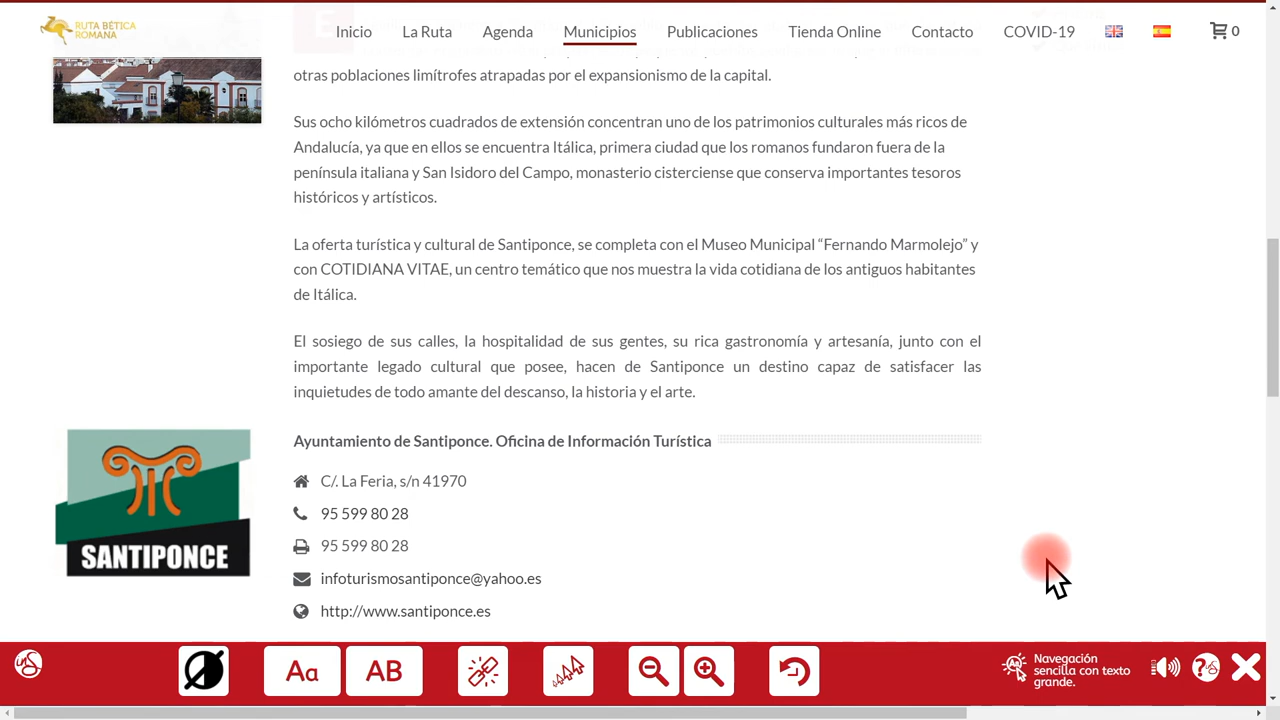 RUTA BÉTICA
ROMANA
Inicio La Ruta Agenda Municipios Publicaciones Tienda Online Contacto COVID-19 0
otras poblaciones limítrofes atrapadas por el expansionismo de la capital.
Sus ocho kilómetros cuadrados de extensión concentran uno de los patrimonios culturales más ricos de
Andalucía, ya que en ellos se encuentra Itálica, primera ciudad que los romanos fundaron fuera de la
península italiana y San Isidoro del Campo, monasterio cisterciense que conserva importantes tesoros
históricos y artísticos.
La oferta turística y cultural de Santiponce, se completa con el Museo Municipal “Fernando Marmolejo” y
con COTIDIANA VITAE, un centro temático que nos muestra la vida cotidiana de los antiguos habitantes
de Itálica.
El sosiego de sus calles, la hospitalidad de sus gentes, su rica gastronomía y artesanía, junto con el
importante legado cultural que posee, hacen de Santiponce un destino capaz de satisfacer las
inquietudes de todo amante del descanso, la historia y el arte.
SANTIPONCE
Ayuntamiento de Santiponce. Oficina de Información Turística
C/. La Feria, s/n 41970
95 599 80 28
95 599 80 28
infoturismosantiponce@yahoo.es
http://www.santiponce.es
Aa AB
Navegación
sencilla con texto
grande.